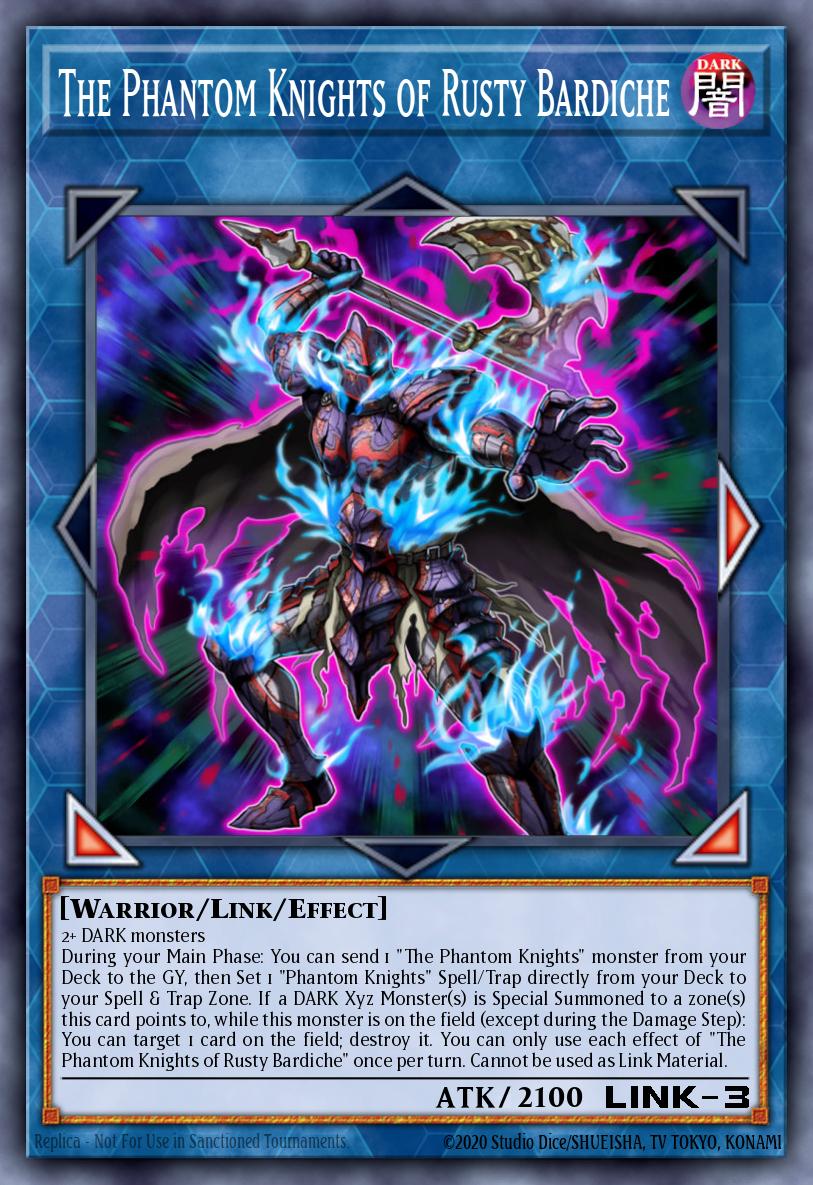 The Phantom Knights of Rusty Bardiche
DARK
闇
[Warrior/Link/Effect]
2+ DARK monsters
During your Main Phase: You can send 1 "The Phantom Knights" monster from your
Deck to the GY, then Set 1 "Phantom Knights" Spell/Trap directly from your Deck to
your Spell & Trap Zone. If a DARK Xyz Monster(s) is Special Summoned to a zone(s)
this card points to, while this monster is on the field (except during the Damage Step):
You can target 1 card on the field; destroy it. You can only use each effect of "The
Phantom Knights of Rusty Bardiche" once per turn. Cannot be used as Link Material.
ATK/2100 LINK-3
Replica - Not For Use in Sanctioned Tournaments. ©2020 Studio Dice/SHUEISHA, TV TOKYO, KONAMI